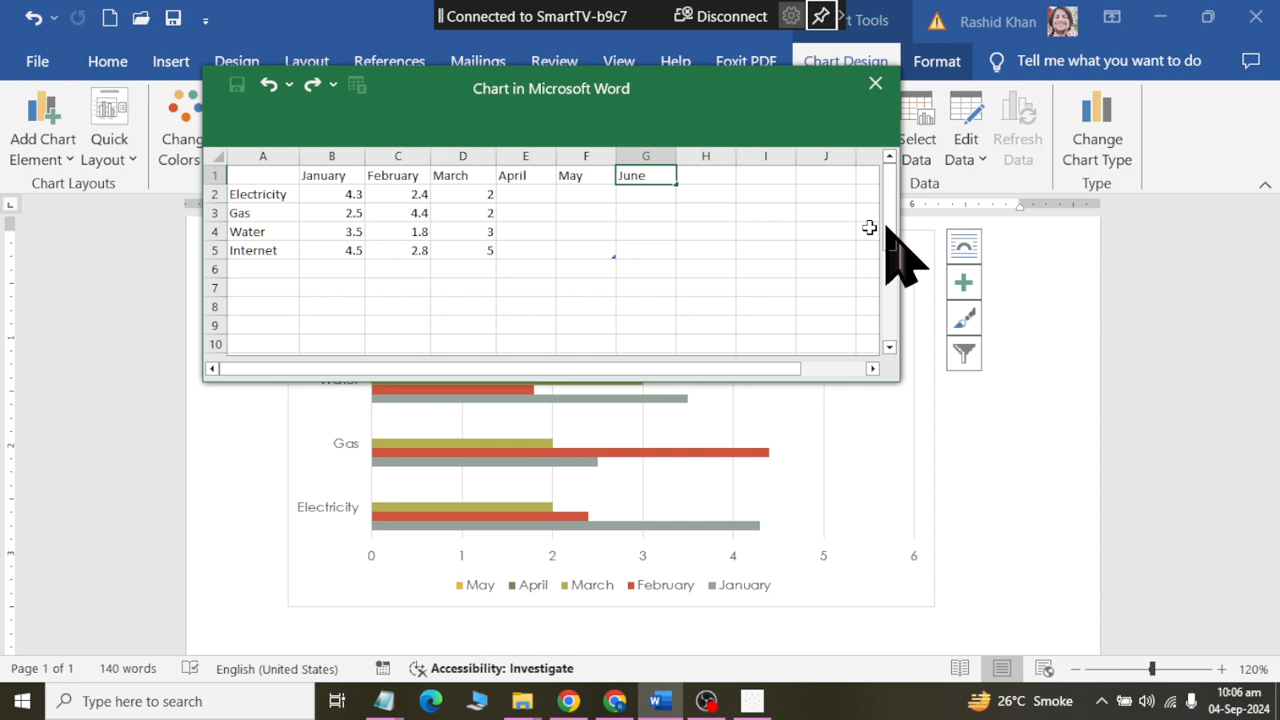 Connected to SmartTV-b9c7
Disconnect
t Tools
Rashid Khan
File
Home
Insert
Design
Layout
References
Mailings
Review
View
Help
Foxit PDF
Chart Design
Format
Tell me what you want to do
Add Chart
Element
Quick
Layout
Chart Layouts
Chan
Colors
Chart in Microsoft Word
Select
Data
Edit
Data
Refresh
Data
Data
Change
Chart Type
Type
A B C D E F G H I J
1 January February March April May June
2 Electricity 4.3 2.4 2
3 Gas 2.5 4.4 2
4 Water 3.5 1.8 3
5 Internet 4.5 2.8 5
6
7
8
9
10
6
1
2
3
Water
Gas
Electricity
0 1 2 3 4 5 6
May April March February January
Page 1 of 1
140 words
English (United States)
Accessibility: Investigate
120%
Type here to search
26°C Smoke
10:06 am
04-Sep-2024